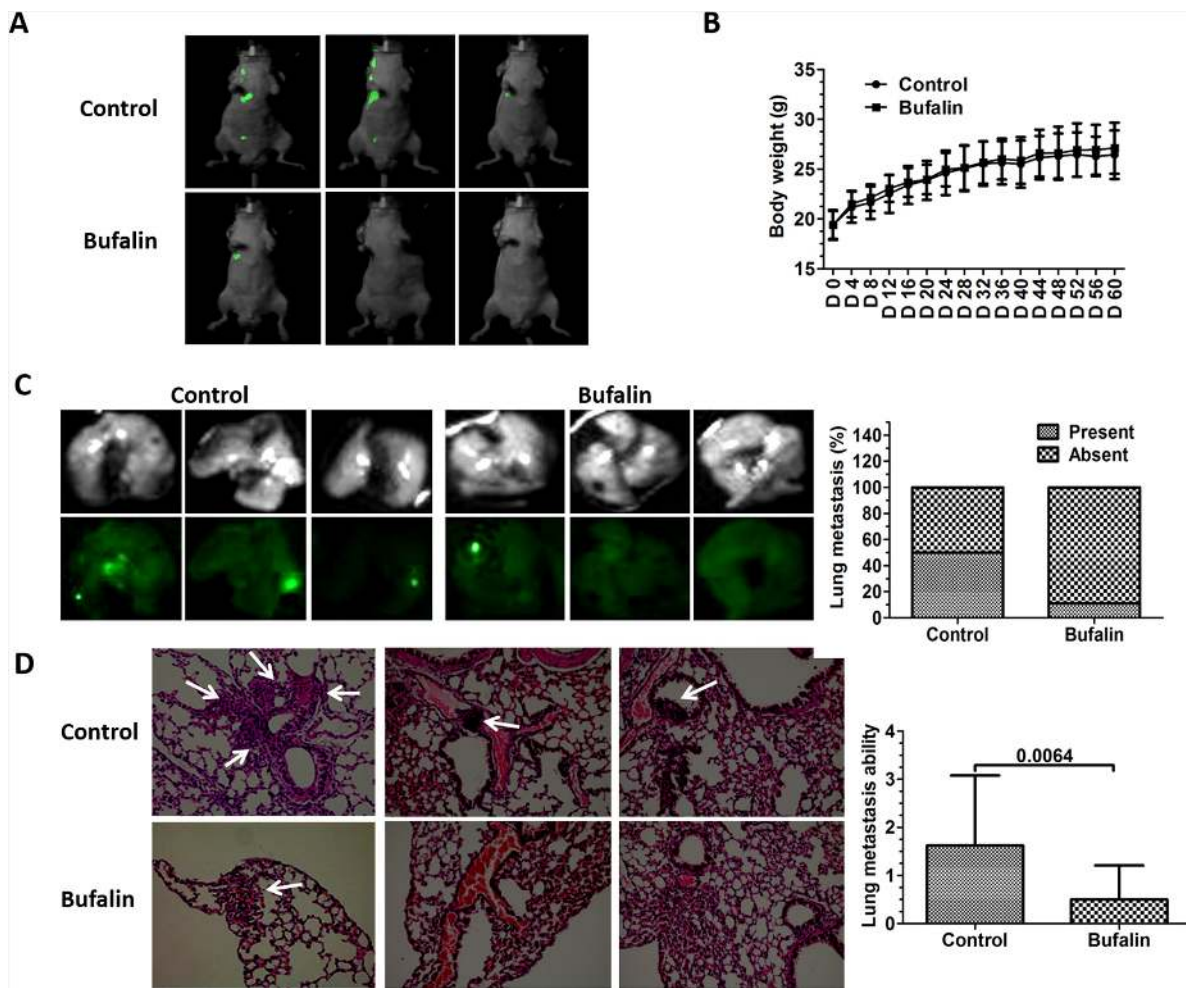 A
Control
Bufalin
B
Control
Bufalin
Body weight (g)
35
30
25
20
15
D 0
D 4
D 8
D 12
D 16
D 20
D 24
D 28
D 32
D 36
D 40
D 44
D 48
D 52
D 56
D 60
C
Control
Bufalin
Present
Absent
Lung metastasis (%)
140
120
100
80
60
40
20
0
Control
Bufalin
D
Control
Bufalin
Lung metastasis ability
4
3
2
1
0
0.0064
Control
Bufalin